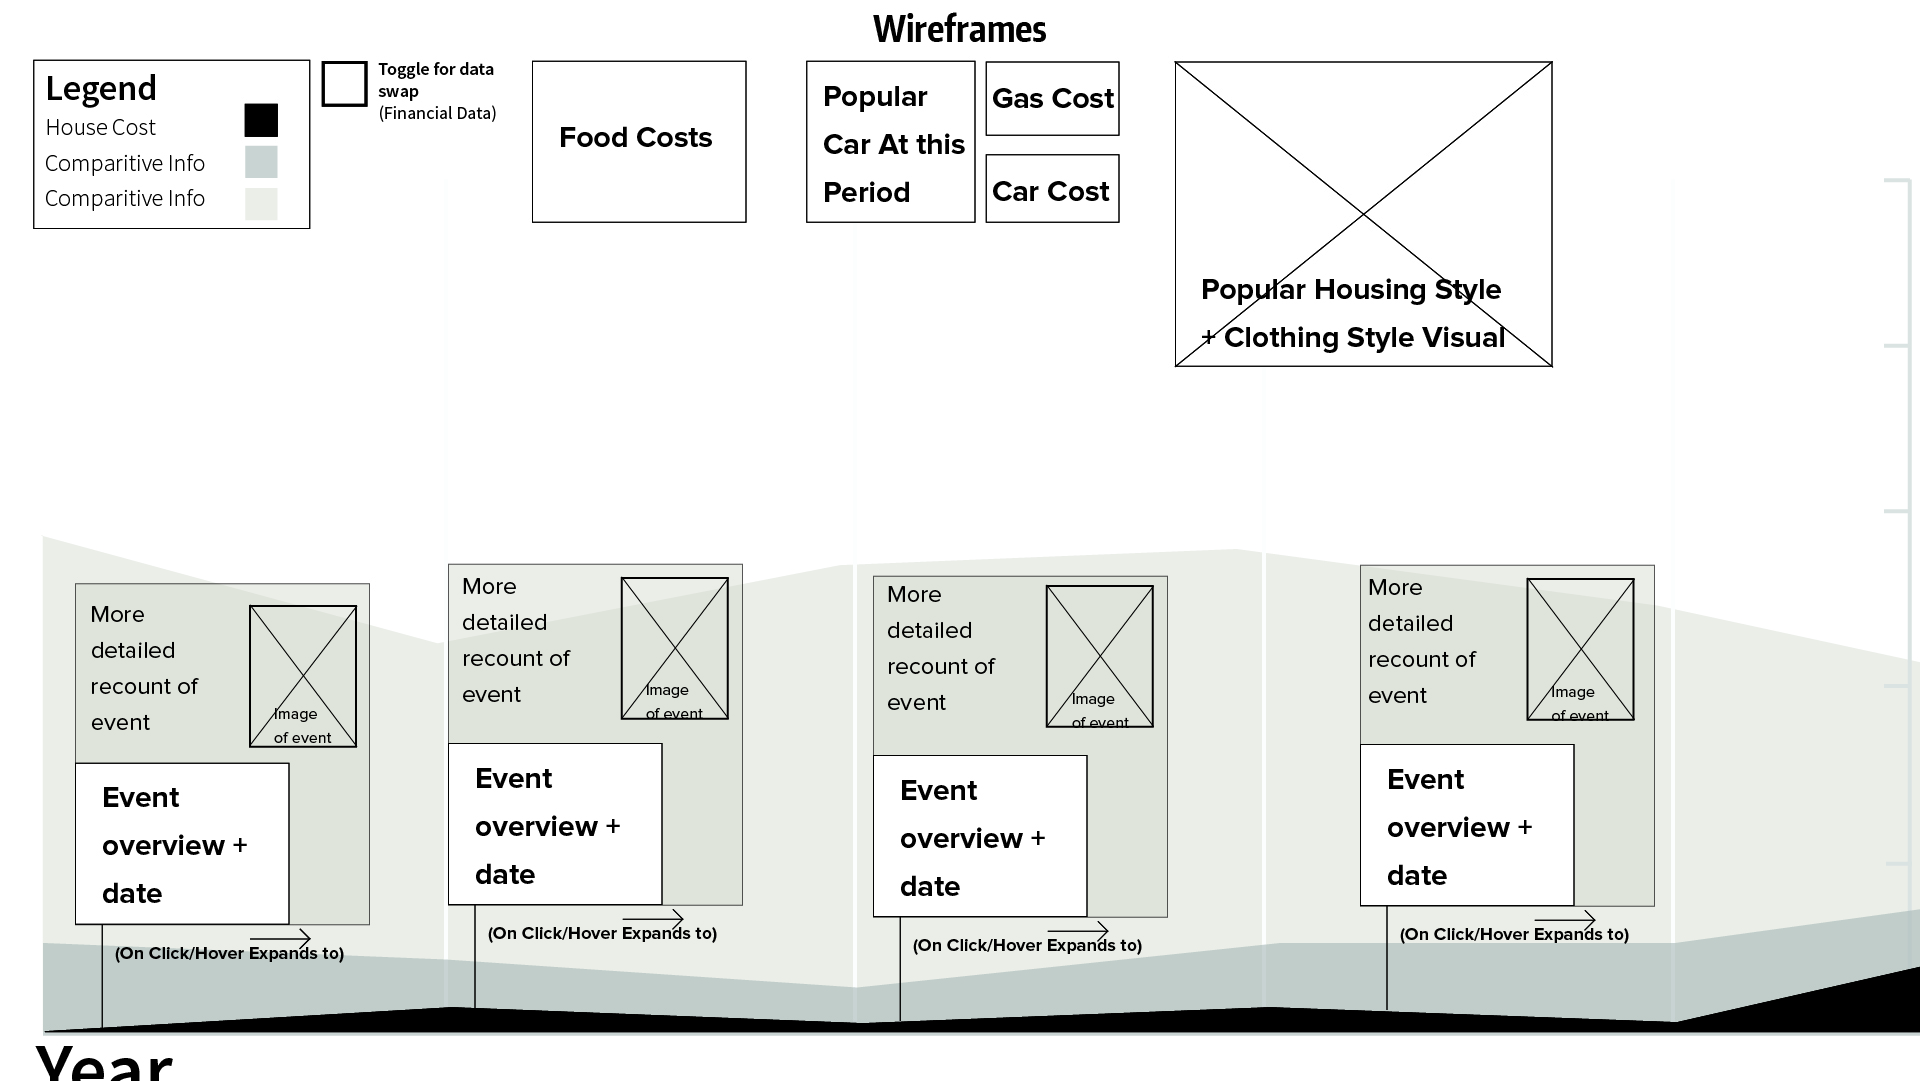 Wireframes
Legend
House Cost
Comparitive Info
Comparitive Info
Toggle for data
swap
(Financial Data)
Food Costs
Popular
Car At this
Period
Gas Cost
Car Cost
Popular Housing Style
+ Clothing Style Visual
More
detailed
recount of
event
Image
of event
Event
overview +
date
(On Click/Hover Expands to)
More
detailed
recount of
event
Image
of event
Event
overview +
date
(On Click/Hover Expands to)
More
detailed
recount of
event
Image
of event
Event
overview +
date
(On Click/Hover Expands to)
More
detailed
recount of
event
Image
of event
Event
overview +
date
(On Click/Hover Expands to)
Year